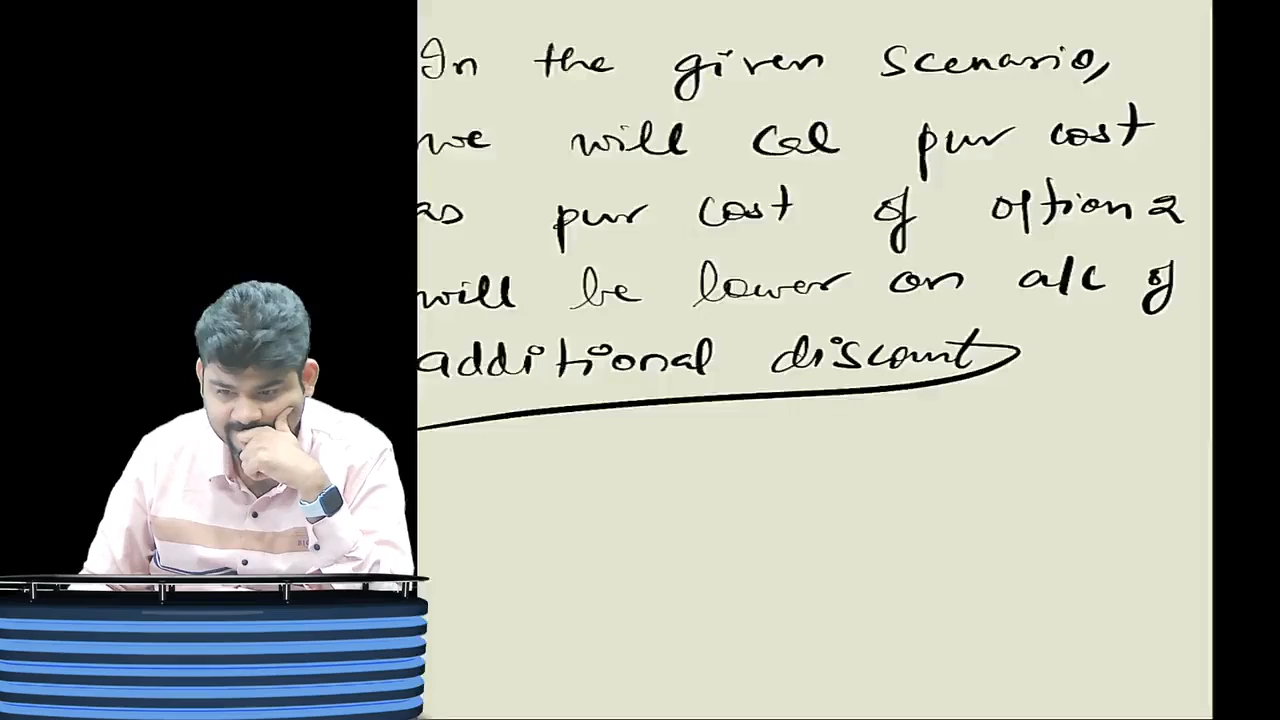 In the given scenario,
we will cal pur cost
as pur cost of option 2
will be lower on a/c of
additional discount